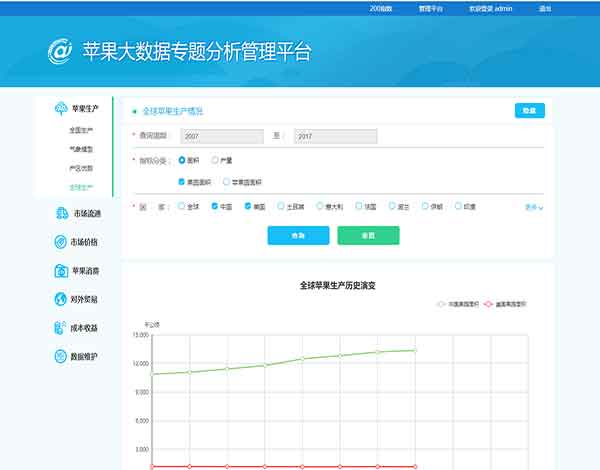 200指数 管理平台 欢迎登录 admin 退出
苹果大数据专题分析管理平台
苹果生产
全国生产
气象模型
产区优势
全球生产
市场流通
市场价格
苹果消费
对外贸易
成本收益
数据维护
全球苹果生产情况
隐藏
* 查询周期: 2007 至: 2017
* 指标分类: 面积 产量
果园面积 苹果园面积
* 国 家: 全球 中国 美国 土耳其 意大利 法国 波兰 伊朗 印度 更多
查询 重置
全球苹果生产历史演变
中国果园面积 美国果园面积
千公顷
15,000
12,000
9,000
6,000
3,000